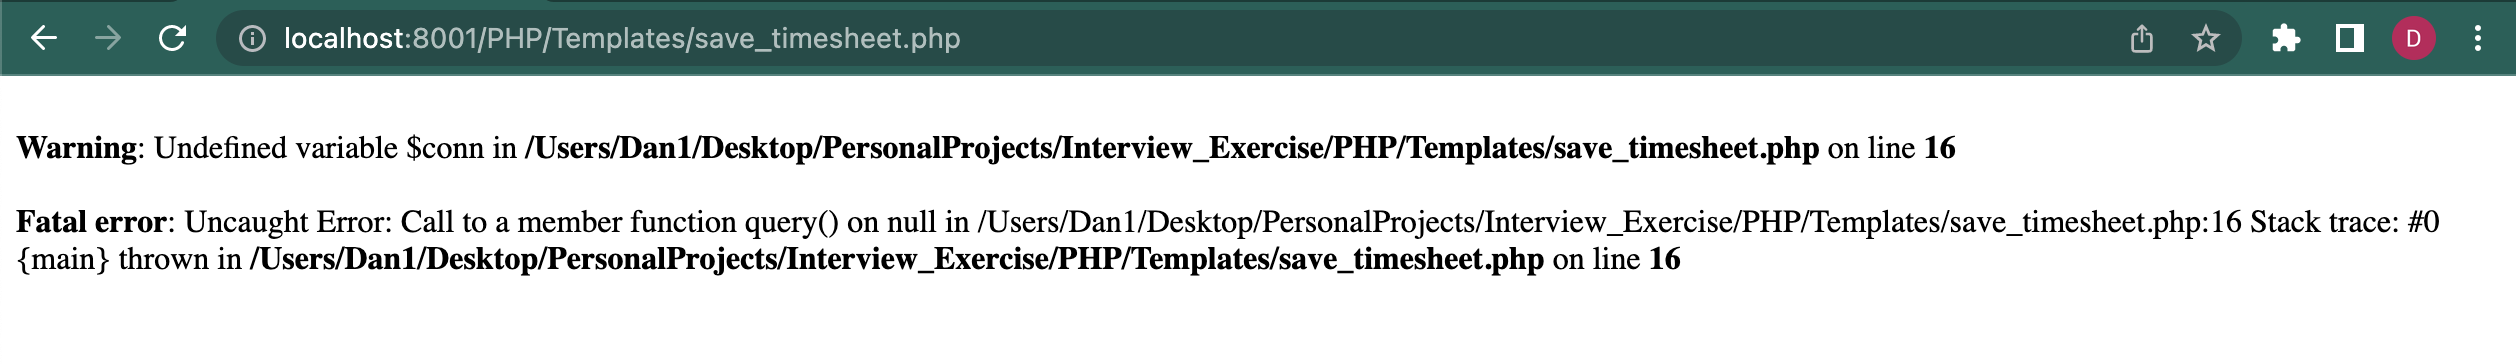 localhost:8001/PHP/Templates/save_timesheet.php
D
Warning: Undefined variable $conn in /Users/Dan1/Desktop/PersonalProjects/Interview_Exercise/PHP/Templates/save_timesheet.php on line 16
Fatal error: Uncaught Error: Call to a member function query() on null in /Users/Dan1/Desktop/PersonalProjects/Interview_Exercise/PHP/Templates/save_timesheet.php:16 Stack trace: #0
{main} thrown in /Users/Dan1/Desktop/PersonalProjects/Interview_Exercise/PHP/Templates/save_timesheet.php on line 16